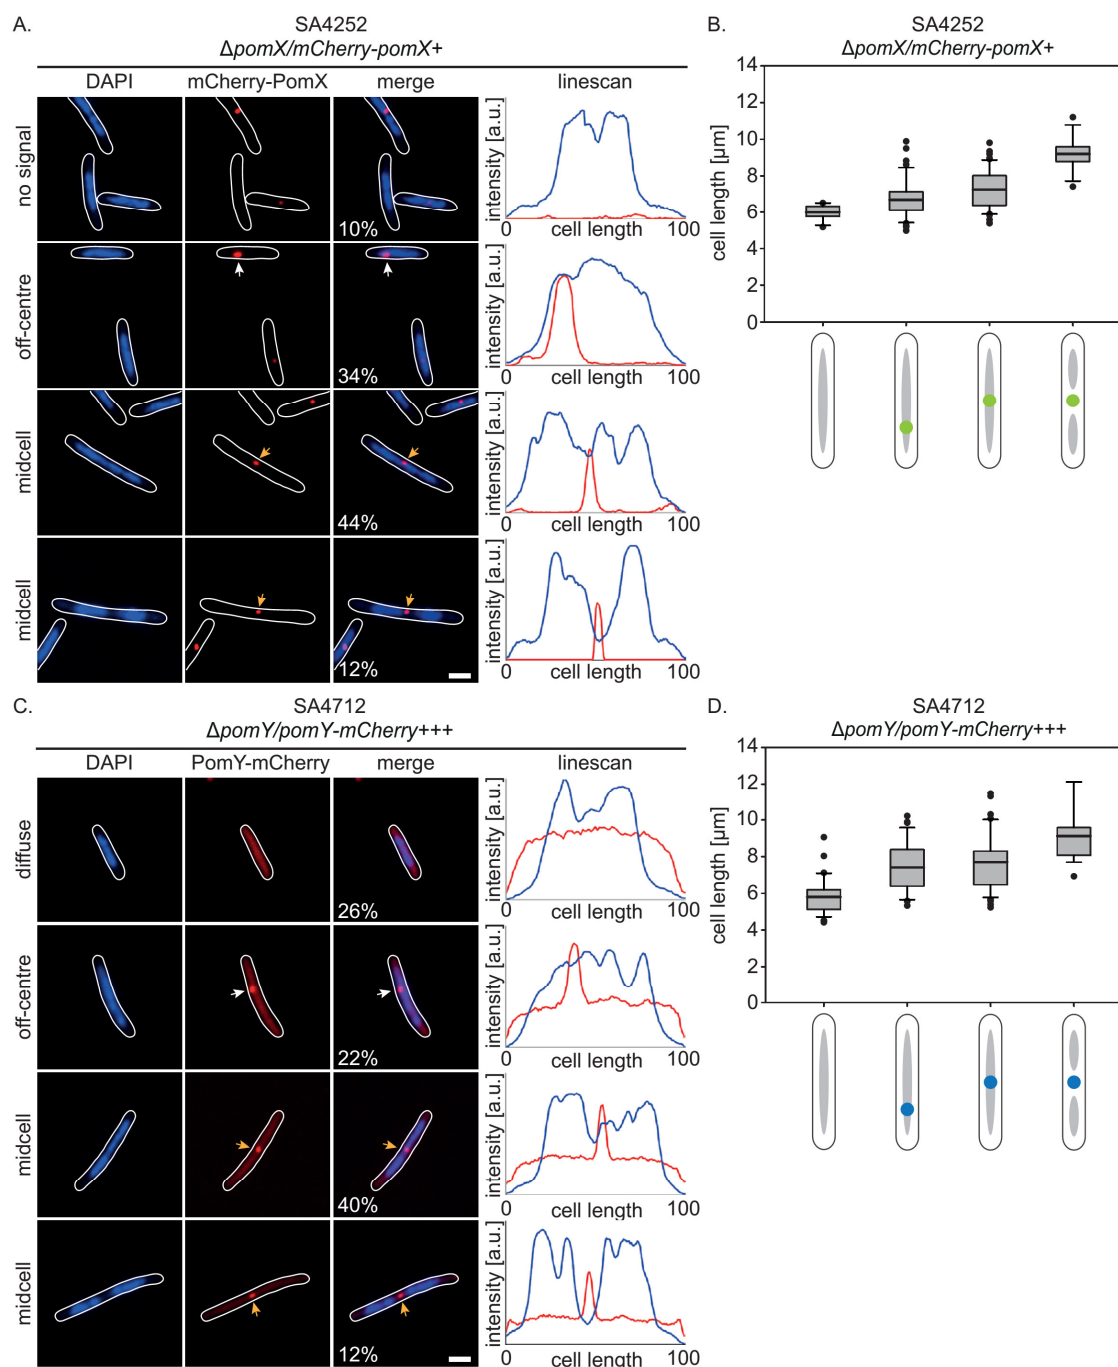 A.
SA4252
ΔpomX/mCherry-pomX+
DAPI
mCherry-PomX
merge
linescan
no signal
10%
intensity [a.u.]
0 cell length 100
off-centre
34%
intensity [a.u.]
0 cell length 100
midcell
44%
intensity [a.u.]
0 cell length 100
midcell
12%
intensity [a.u.]
0 cell length 100
B.
SA4252
ΔpomX/mCherry-pomX+
cell length [µm]
14
12
10
8
6
4
2
0
C.
SA4712
ΔpomY/pomY-mCherry+++
DAPI
PomY-mCherry
merge
linescan
diffuse
26%
intensity [a.u.]
0 cell length 100
off-centre
22%
intensity [a.u.]
0 cell length 100
midcell
40%
intensity [a.u.]
0 cell length 100
midcell
12%
intensity [a.u.]
0 cell length 100
D.
SA4712
ΔpomY/pomY-mCherry+++
cell length [µm]
14
12
10
8
6
4
2
0